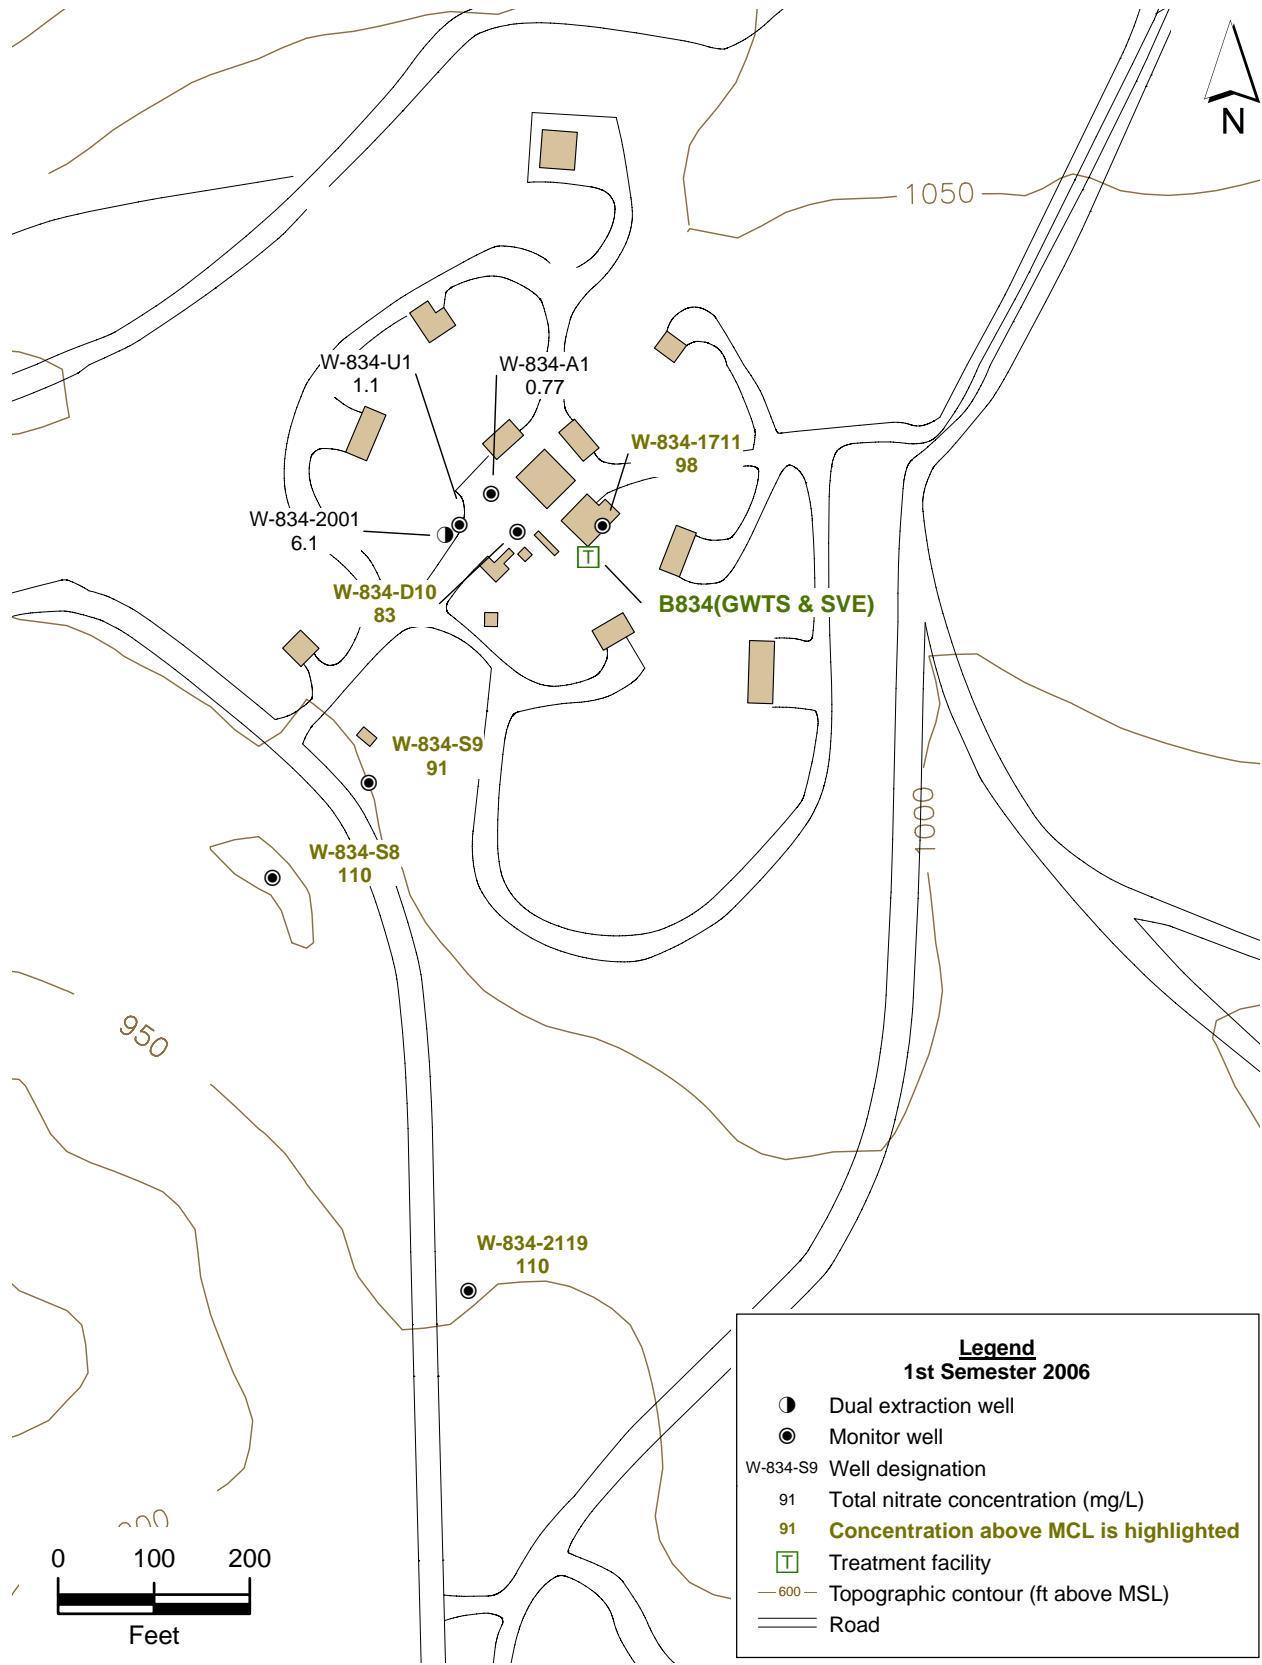 N
1050
W-834-U1
1.1
W-834-A1
0.77
W-834-1711
98
W-834-2001
6.1
W-834-D10
83
T
B834(GWTS & SVE)
W-834-S9
91
1000
W-834-S8
110
950
W-834-2119
110
0 100 200
Feet
Legend
1st Semester 2006
Dual extraction well
Monitor well
W-834-S9 Well designation
91 Total nitrate concentration (mg/L)
91 Concentration above MCL is highlighted
T Treatment facility
600 Topographic contour (ft above MSL)
Road